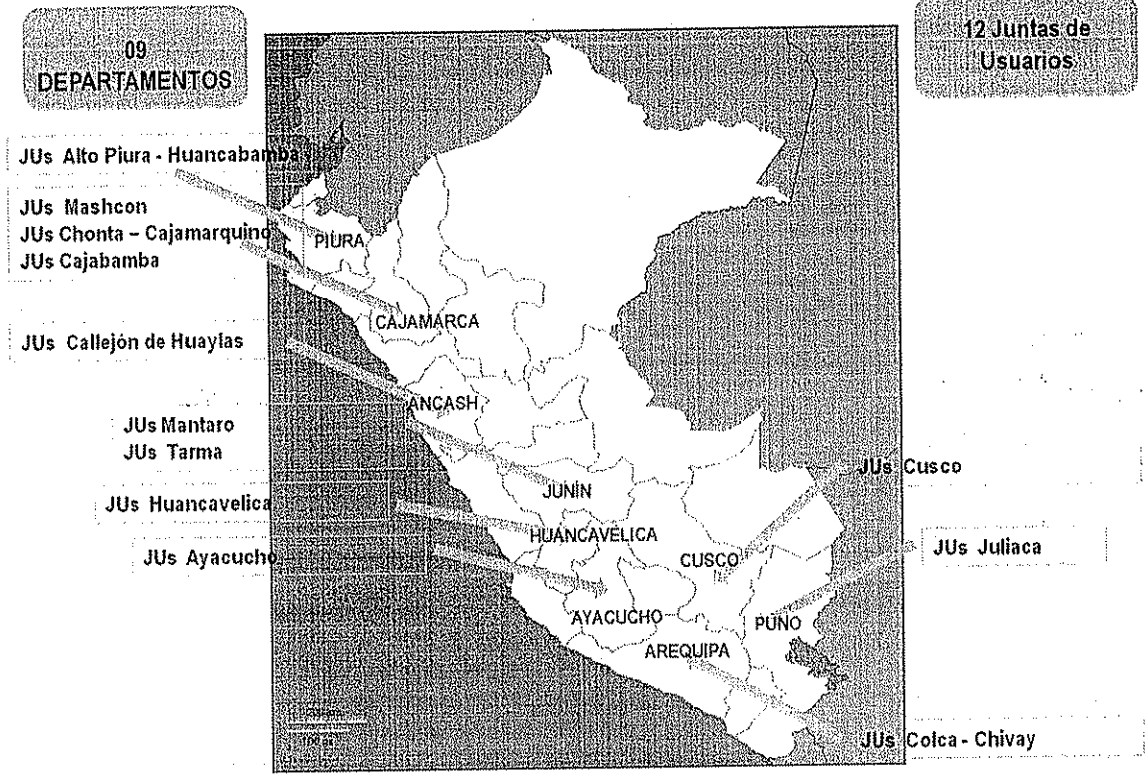 09
DEPARTAMENTOS
12 Juntas de
Usuarios
JUs Alto Piura - Huancabamba
JUs Mashcon
JUs Chonta – Cajamarquino
JUs Cajabamba
JUs Callejón de Huaylas
JUs Mantaro
JUs Tarma
JUs Huancavelica
JUs Ayacucho
PIURA
CAJAMARCA
ANCASH
JUNÍN
HUANCAVELICA
CUSCO
AYACUCHO
PUNO
AREQUIPA
JUs Cusco
JUs Juliaca
JUs Colca - Chivay